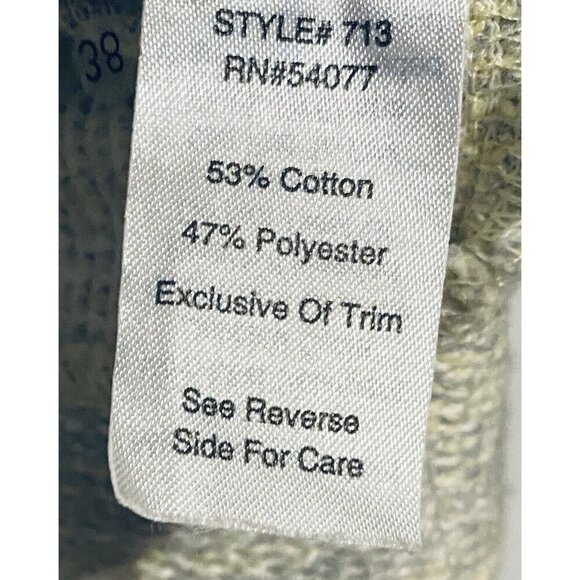 STYLE# 713
RN#54077
53% Cotton
47% Polyester
Exclusive Of Trim
See Reverse
Side For Care
38